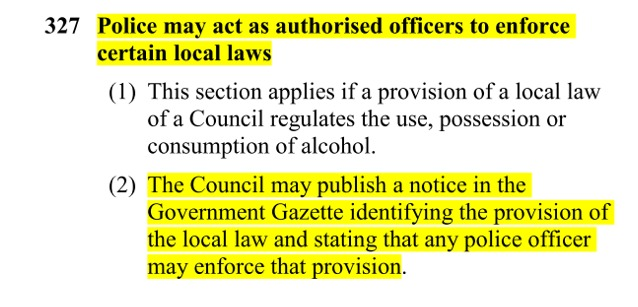 327 Police may act as authorised officers to enforce
certain local laws
(1) This section applies if a provision of a local law
of a Council regulates the use, possession or
consumption of alcohol.
(2) The Council may publish a notice in the
Government Gazette identifying the provision of
the local law and stating that any police officer
may enforce that provision.